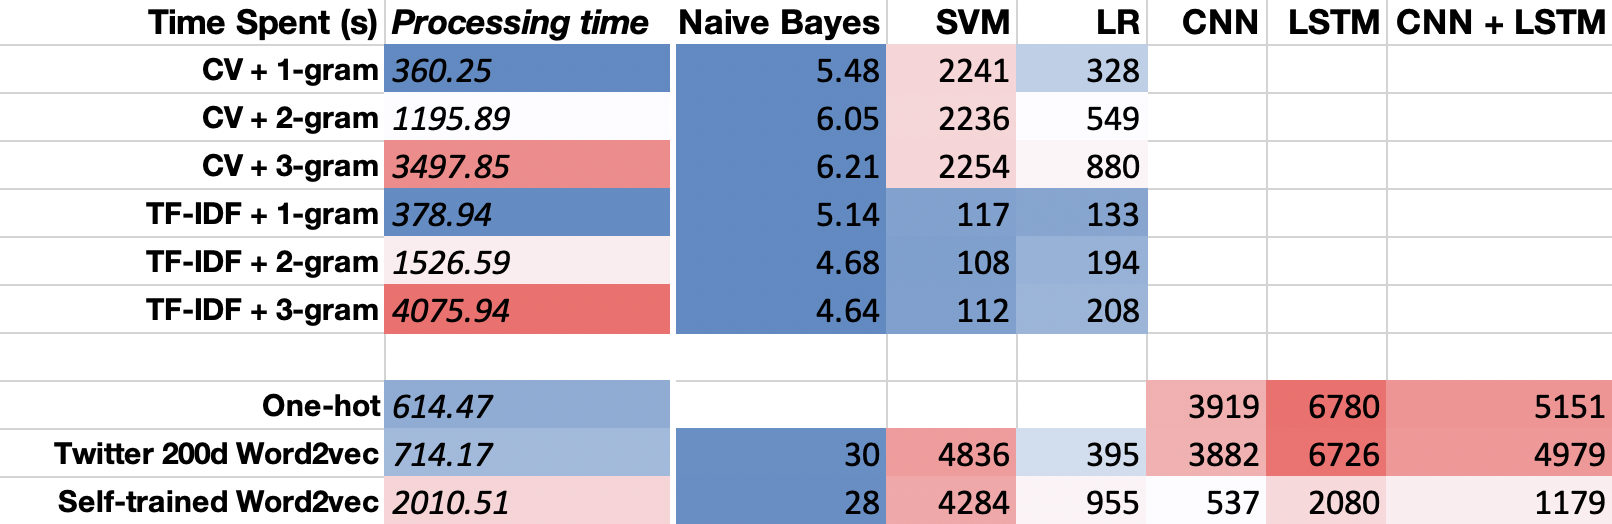 Time Spent (s) Processing time Naive Bayes SVM LR CNN LSTM CNN + LSTM
CV + 1-gram 360.25 5.48 2241 328
CV + 2-gram 1195.89 6.05 2236 549
CV + 3-gram 3497.85 6.21 2254 880
TF-IDF + 1-gram 378.94 5.14 117 133
TF-IDF + 2-gram 1526.59 4.68 108 194
TF-IDF + 3-gram 4075.94 4.64 112 208
One-hot 614.47 3919 6780 5151
Twitter 200d Word2vec 714.17 30 4836 395 3882 6726 4979
Self-trained Word2vec 2010.51 28 4284 955 537 2080 1179